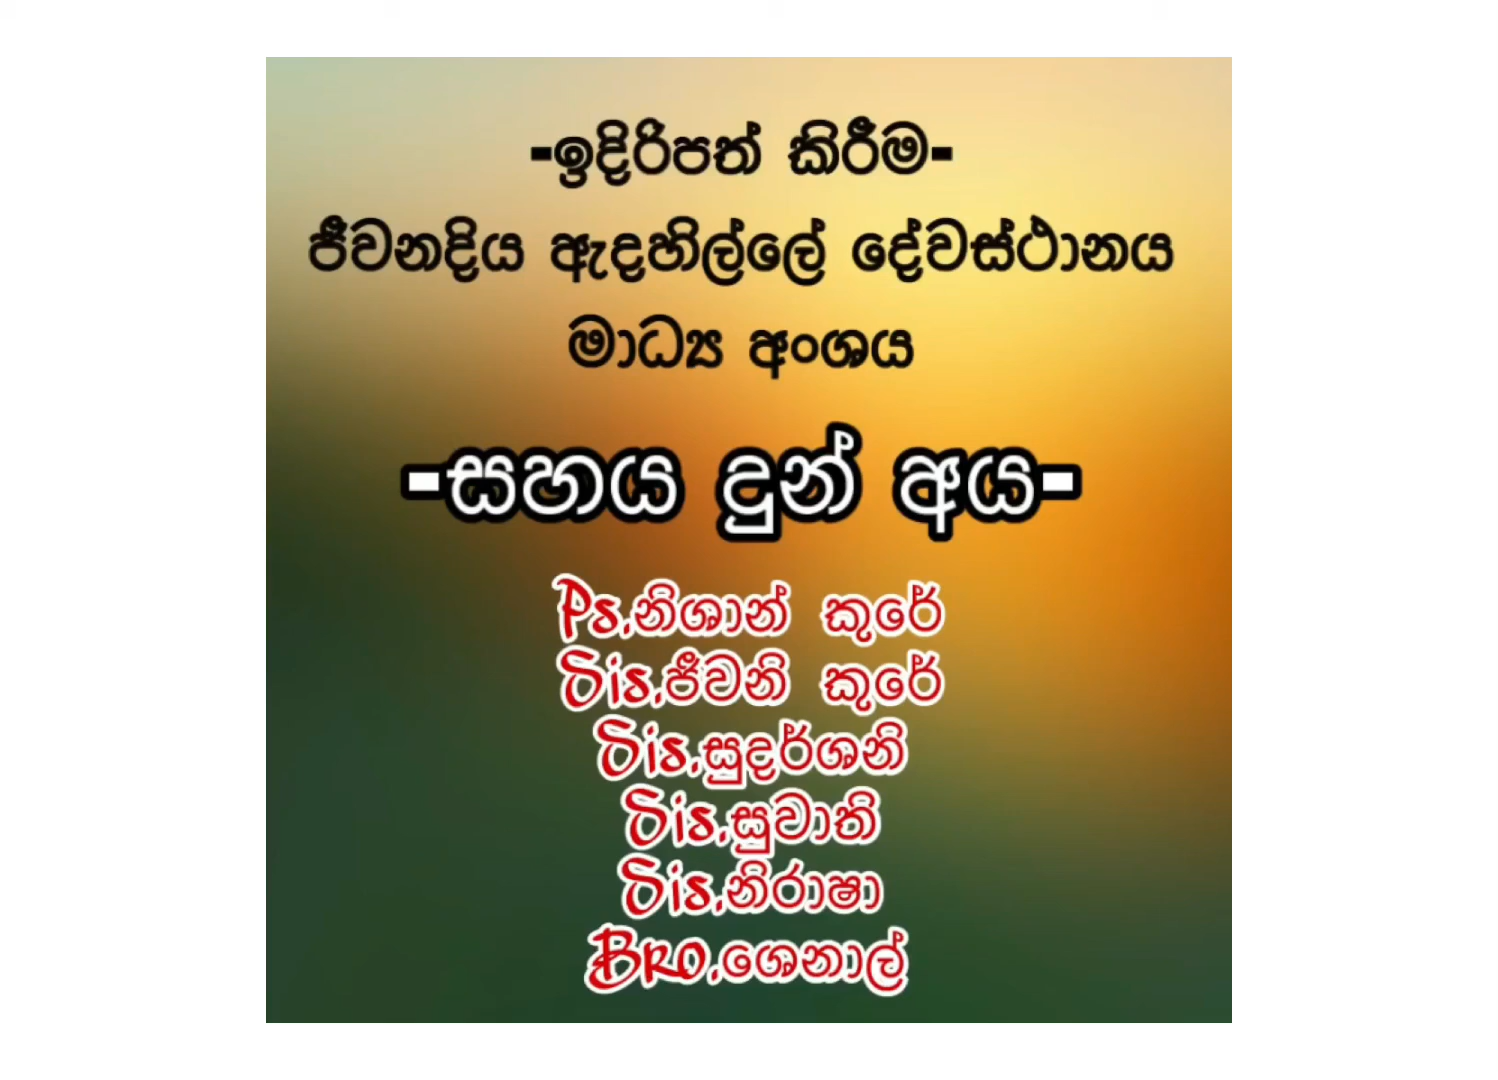 -ඉදිරිපත් කිරීම-
ජීවනදිය ඇදහිල්ලේ දේවස්ථානය
මාධ්‍ය අංශය
-සහය දුන් අය-
Ps.නිශාන් කුරේ
Sis.ජීවනි කුරේ
Sis.සුදර්ශනි
Sis.සුවාති
Sis.නිරාෂා
Bro.ශෙනාල්